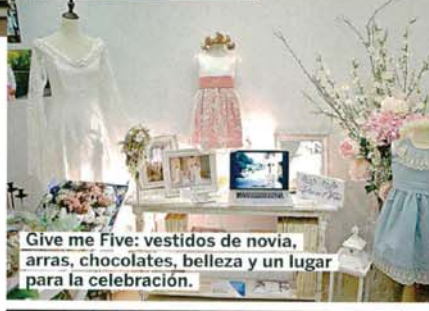 Give me Five: vestidos de novia,
arras, chocolates, belleza y un lugar
para la celebración.